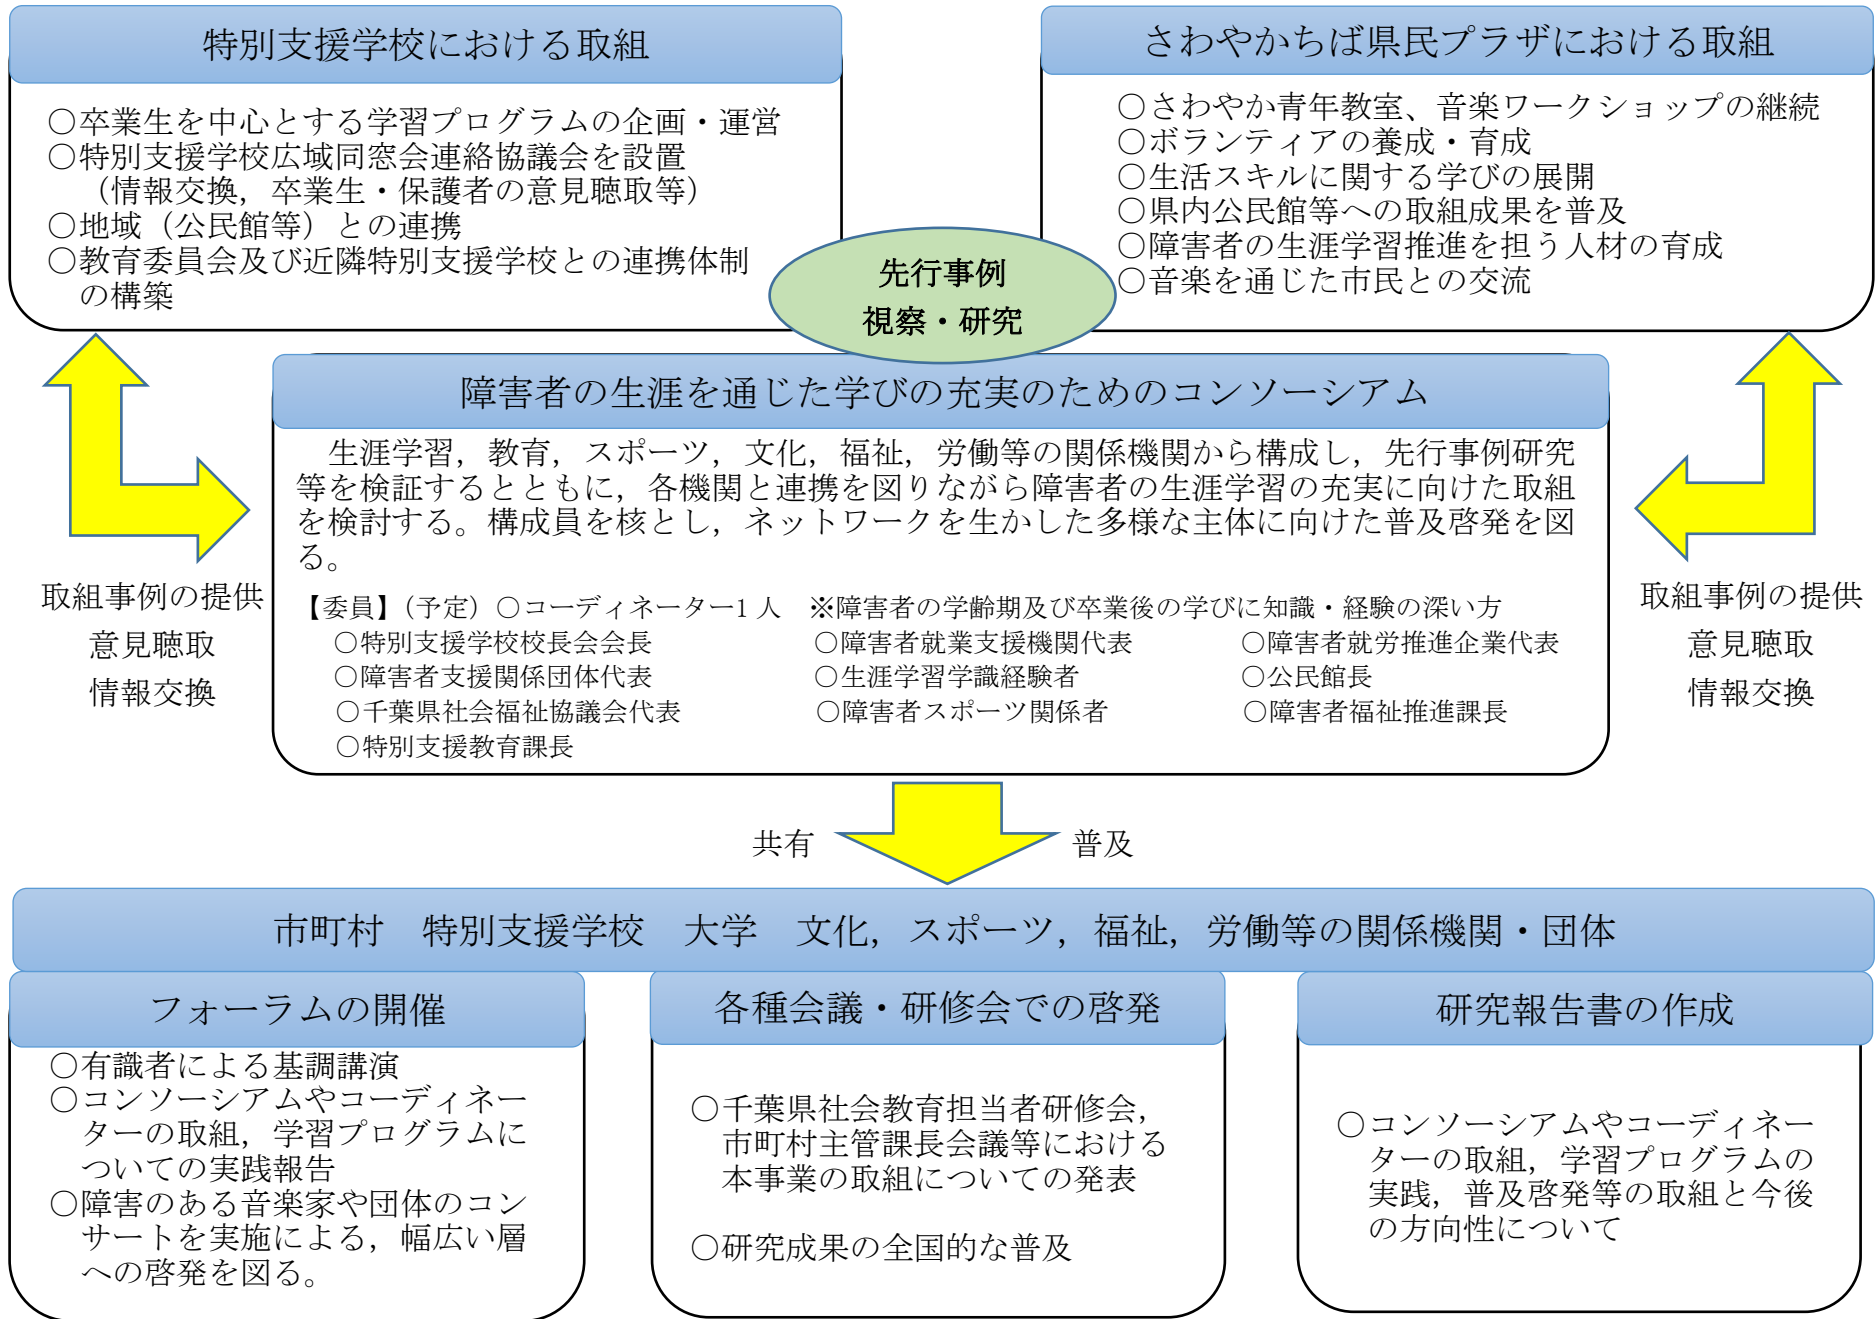 特別支援学校における取組
○卒業生を中心とする学習プログラムの企画・運営
○特別支援学校広域同窓会連絡協議会を設置
（情報交換，卒業生・保護者の意見聴取等）
○地域（公民館等）との連携
○教育委員会及び近隣特別支援学校との連携体制
の構築
さわやかちば県民プラザにおける取組
○さわやか青年教室、音楽ワークショップの継続
○ボランティアの養成・育成
○生活スキルに関する学びの展開
○県内公民館等への取組成果を普及
○障害者の生涯学習推進を担う人材の育成
○音楽を通じた市民との交流
先行事例
視察・研究
障害者の生涯を通じた学びの充実のためのコンソーシアム
生涯学習，教育，スポーツ，文化，福祉，労働等の関係機関から構成し，先行事例研究
等を検証するとともに，各機関と連携を図りながら障害者の生涯学習の充実に向けた取組
を検討する。構成員を核とし，ネットワークを生かした多様な主体に向けた普及啓発を図
る。
【委員】（予定）○コーディネーター1人　※障害者の学齢期及び卒業後の学びに知識・経験の深い方
○特別支援学校校長会会長　○障害者就業支援機関代表　○障害者就労推進企業代表
○障害者支援関係団体代表　○生涯学習学識経験者　○公民館長
○千葉県社会福祉協議会代表　○障害者スポーツ関係者　○障害者福祉推進課長
○特別支援教育課長
取組事例の提供
意見聴取
情報交換
取組事例の提供
意見聴取
情報交換
共有　普及
市町村　特別支援学校　大学　文化，スポーツ，福祉，労働等の関係機関・団体
フォーラムの開催
○有識者による基調講演
○コンソーシアムやコーディネー
ターの取組，学習プログラムに
ついての実践報告
○障害のある音楽家や団体のコン
サートを実施による，幅広い層
への啓発を図る。
各種会議・研修会での啓発
○千葉県社会教育担当者研修会，
市町村主管課長会議等における
本事業の取組についての発表
○研究成果の全国的な普及
研究報告書の作成
○コンソーシアムやコーディネー
ターの取組，学習プログラムの
実践，普及啓発等の取組と今後
の方向性について